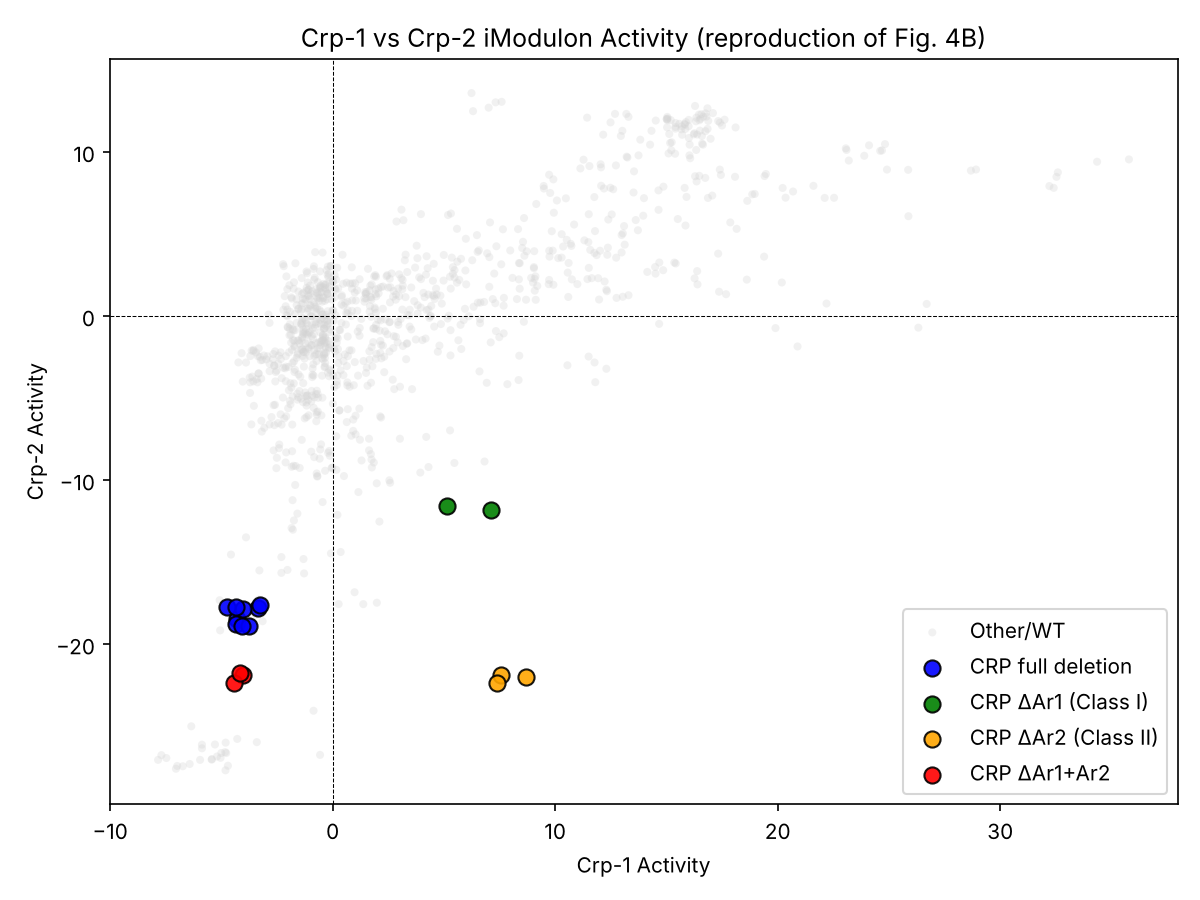 Crp-1 vs Crp-2 iModulon Activity (reproduction of Fig. 4B)
10
0
−10
−20
Crp-2 Activity
−10
0
10
20
30
Crp-1 Activity
Other/WT
CRP full deletion
CRP ΔAr1 (Class I)
CRP ΔAr2 (Class II)
CRP ΔAr1+Ar2